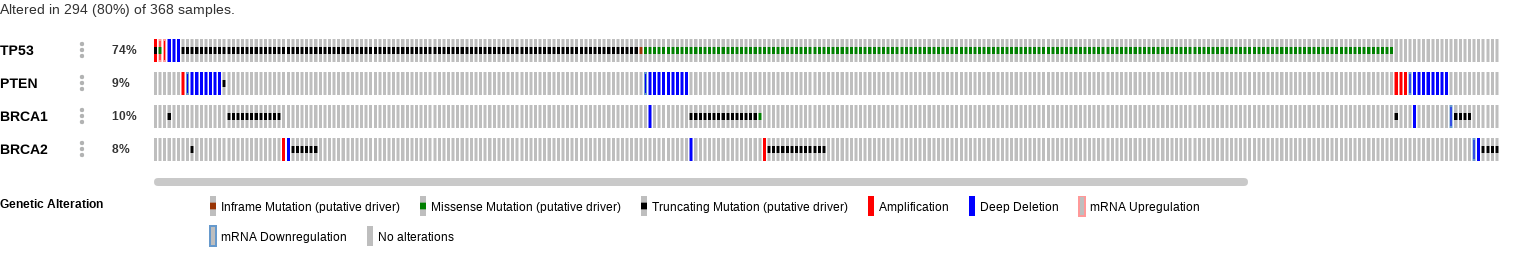 Altered in 294 (80%) of 368 samples.
TP53 74%
PTEN 9%
BRCA1 10%
BRCA2 8%
Genetic Alteration Inframe Mutation (putative driver) Missense Mutation (putative driver) Truncating Mutation (putative driver) Amplification Deep Deletion mRNA Upregulation
mRNA Downregulation No alterations